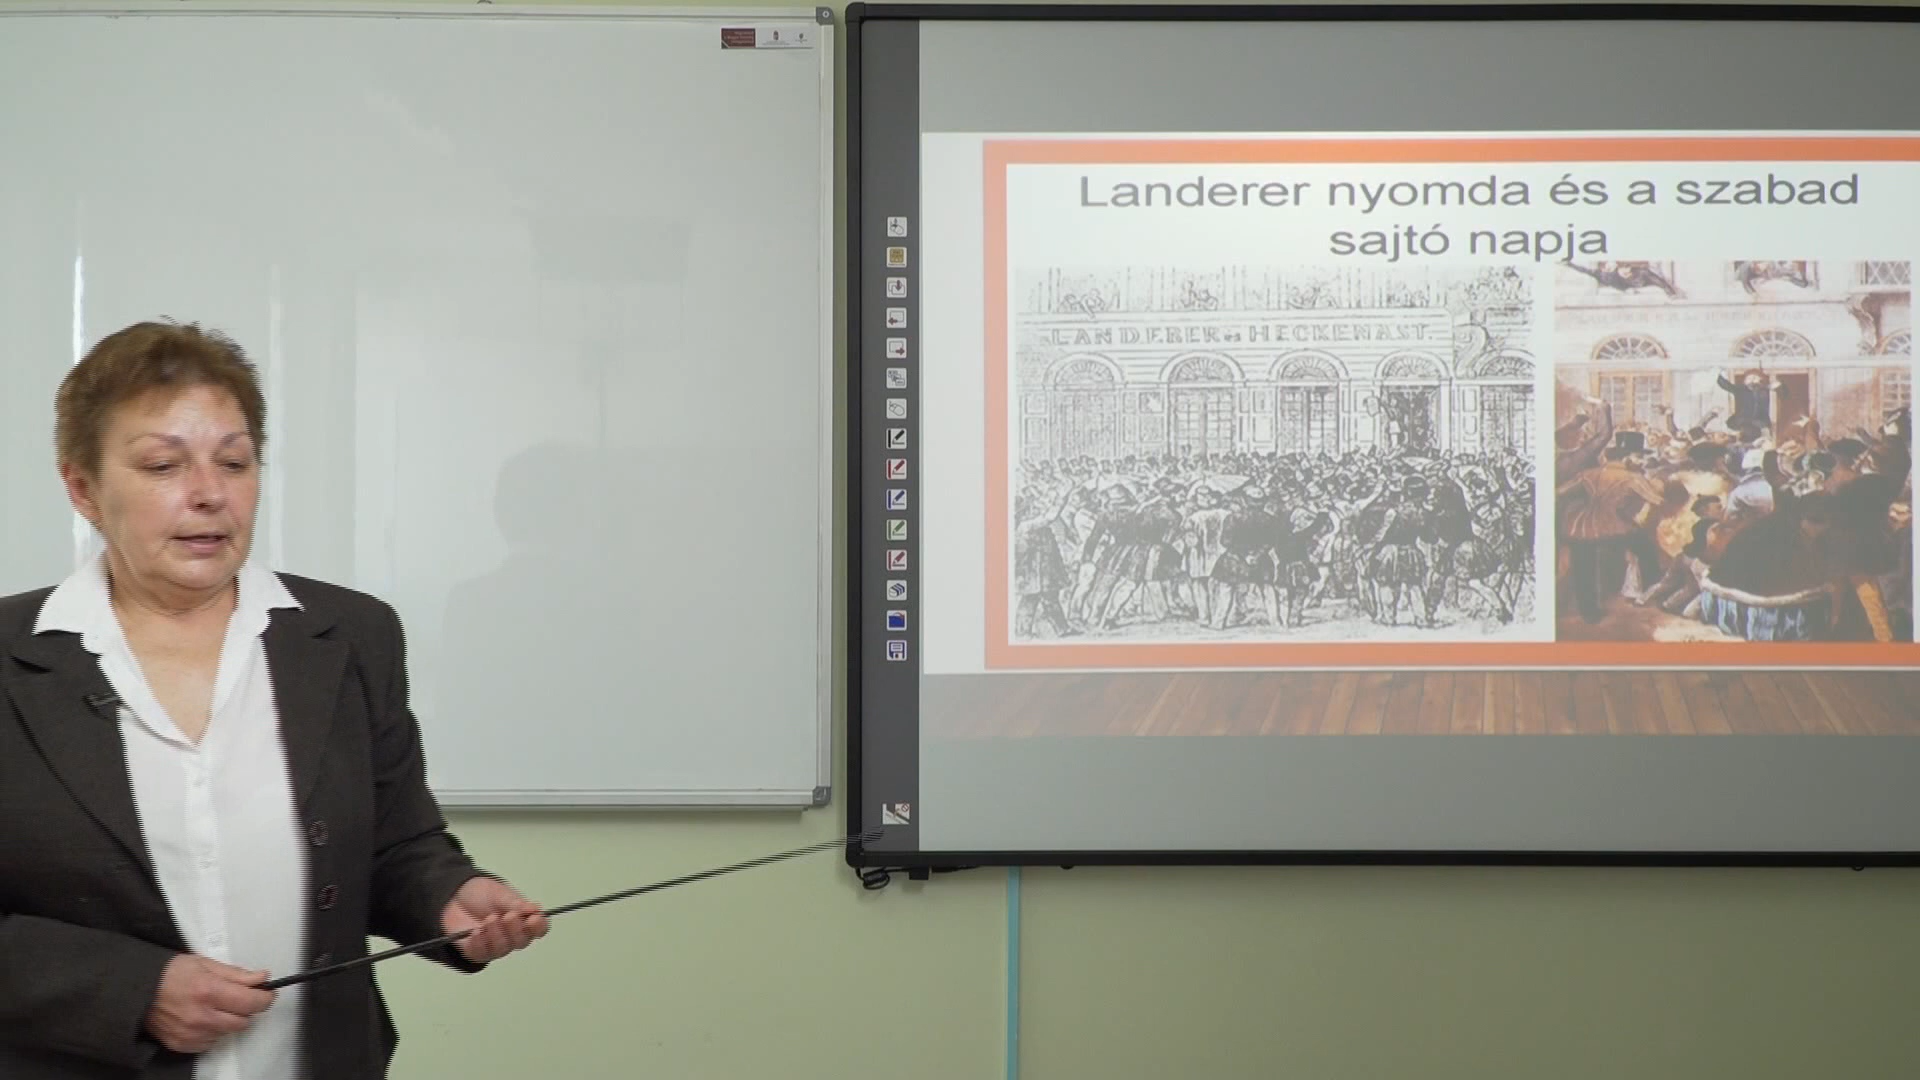 Landerer nyomda és a szabad
sajtó napja
LANDERER és HECKENAST.